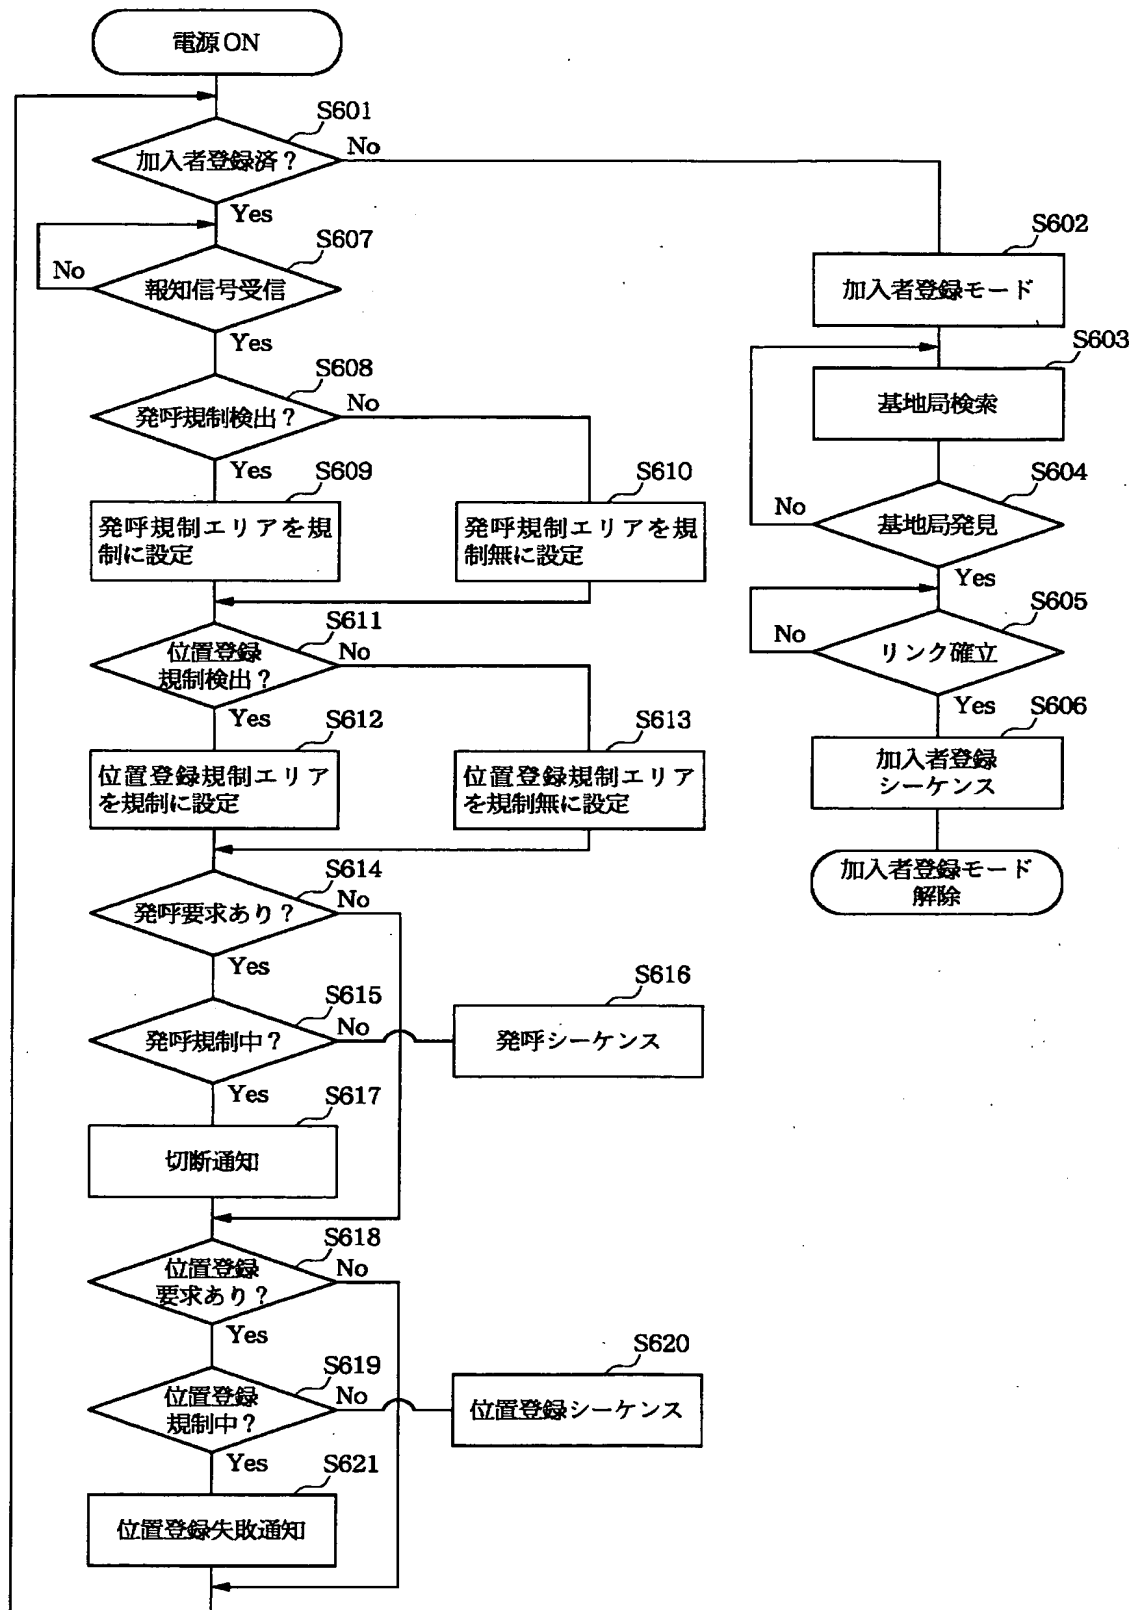 電源ON
S601
加入者登録済？
No
Yes
S607
No
報知信号受信
Yes
S608
発呼規制検出？
No
Yes
S609
発呼規制エリアを規
制に設定
S610
発呼規制エリアを規
制無に設定
S611
位置登録
規制検出？
No
Yes
S612
位置登録規制エリア
を規制に設定
S613
位置登録規制エリア
を規制無に設定
S614
発呼要求あり？
No
Yes
S615
発呼規制中？
No
Yes
S616
発呼シーケンス
S617
切断通知
S618
位置登録
要求あり？
No
Yes
S619
位置登録
規制中？
No
Yes
S620
位置登録シーケンス
S621
位置登録失敗通知
S602
加入者登録モード
S603
基地局検索
S604
No
基地局発見
Yes
S605
No
リンク確立
Yes
S606
加入者登録
シーケンス
加入者登録モード
解除